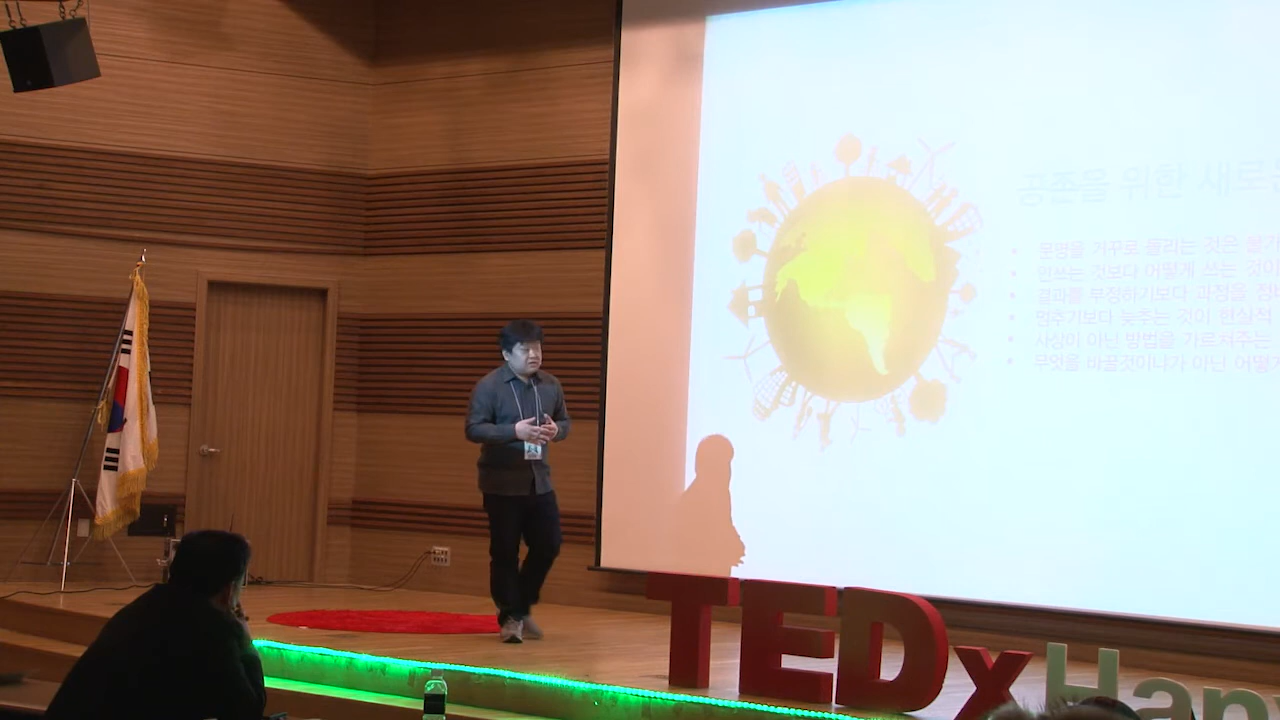 공존을 위한 새로운
문명을 거꾸로 돌리는 것은 불가
안쓰는 것보다 어떻게 쓰는 것이
결과를 부정하기보다 과정을 점
멈추기보다 늦추는 것이 현실적
사상이 아닌 방법을 가르쳐주는
무엇을 바꿀것이냐가 아닌 어떻게
TEDxHany